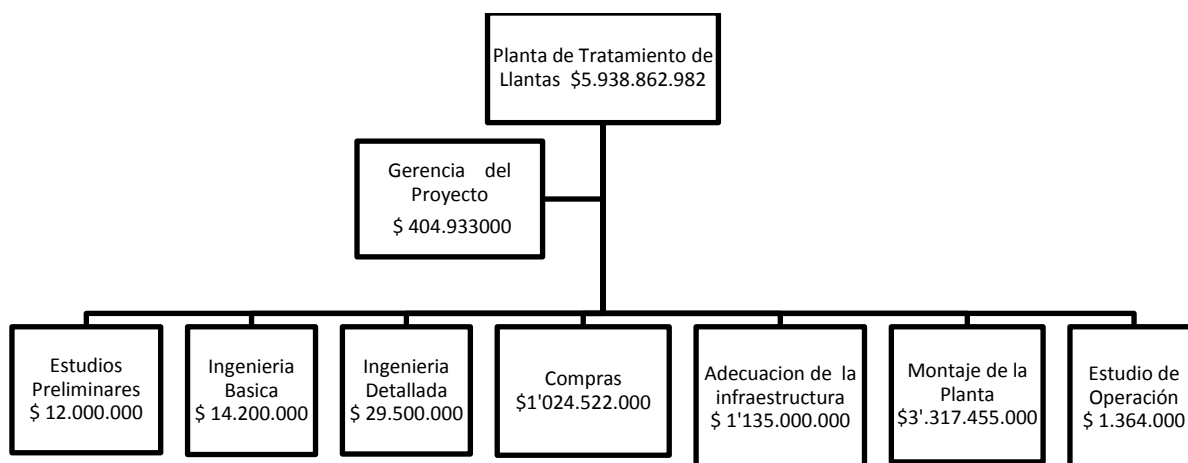 Planta de Tratamiento de
Llantas $5.938.862.982
Gerencia del
Proyecto
$ 404.933000
Estudios
Preliminares
$ 12.000.000
Ingenieria
Basica
$ 14.200.000
Ingenieria
Detallada
$ 29.500.000
Compras
$1'024.522.000
Adecuacion de la
infraestructura
$ 1'135.000.000
Montaje de la
Planta
$3'.317.455.000
Estudio de
Operación
$ 1.364.000